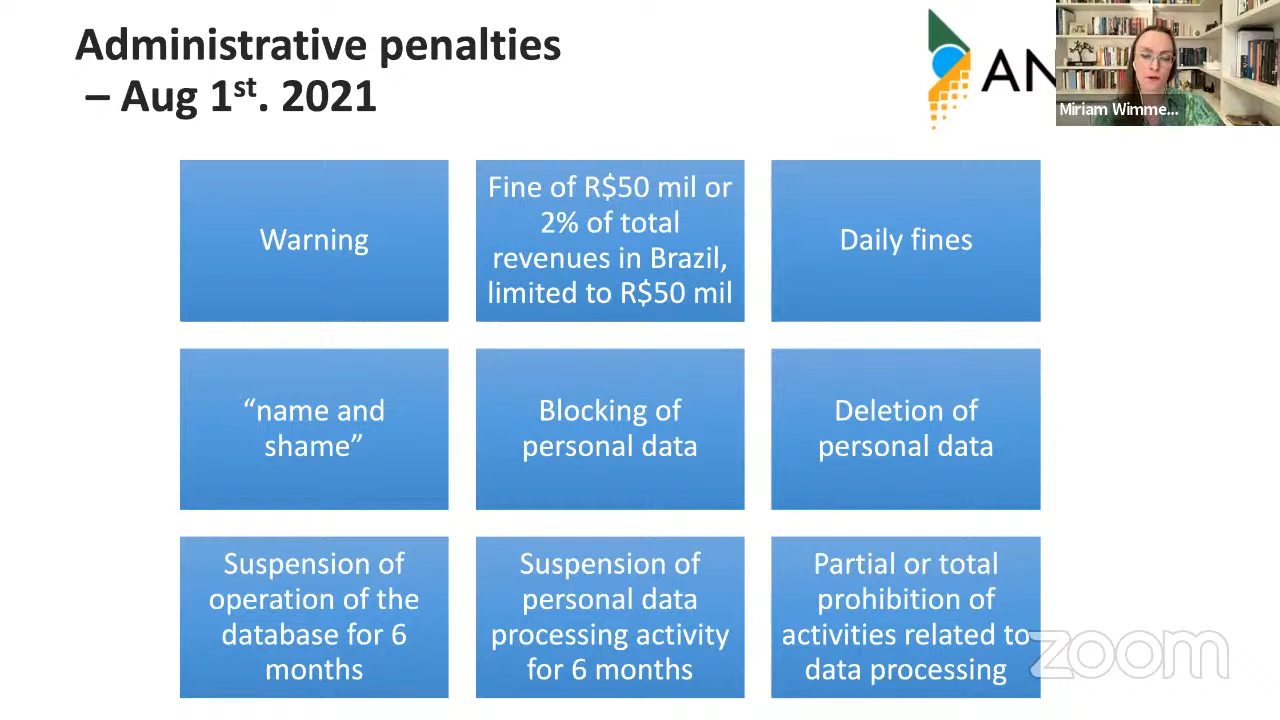 Administrative penalties
– Aug 1st. 2021
AN
Miriam Wimme...
Warning
Fine of R$50 mil or
2% of total
revenues in Brazil,
limited to R$50 mil
Daily fines
“name and
shame”
Blocking of
personal data
Deletion of
personal data
Suspension of
operation of the
database for 6
months
Suspension of
personal data
processing activity
for 6 months
Partial or total
prohibition of
activities related to
data processing
zoom